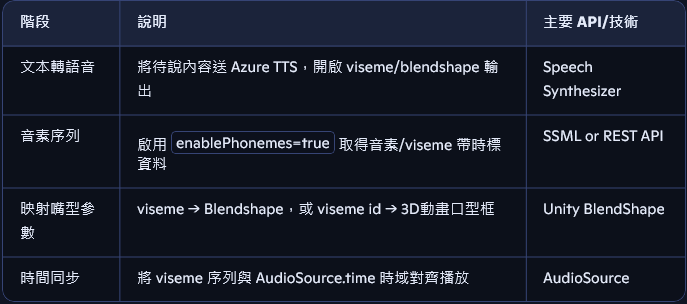 階段 說明 主要 API/技術
文本轉語音 將待說內容送 Azure TTS，開啟 viseme/blendshape 輸 Speech
出 Synthesizer
音素序列 啟用 enablePhonemes=true 取得音素/viseme 帶時標 SSML or REST API
資料
映射嘴型參 viseme → Blendshape，或 viseme id → 3D動畫口型框 Unity BlendShape
數
時間同步 將 viseme 序列與 AudioSource.time 時域對齊播放 AudioSource